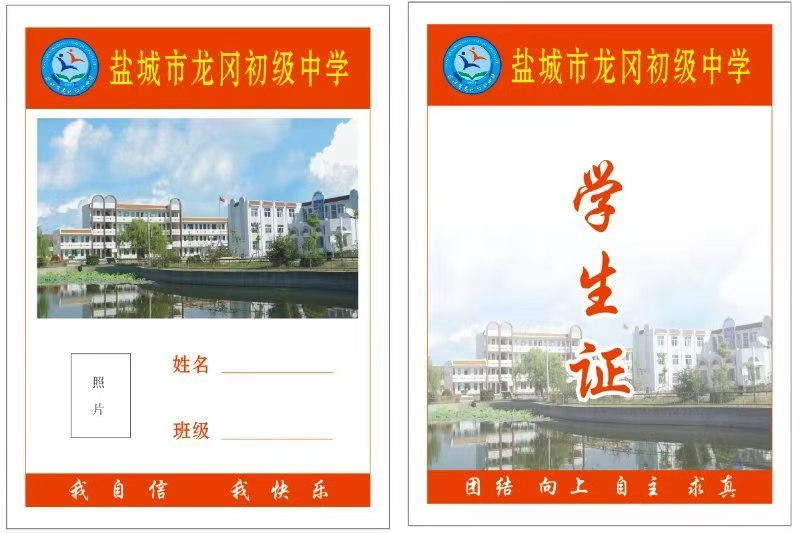 盐城市龙冈初级中学
照
片
姓名
班级
我自信 我快乐
盐城市龙冈初级中学
学
生
证
团结 向上 自主 求真